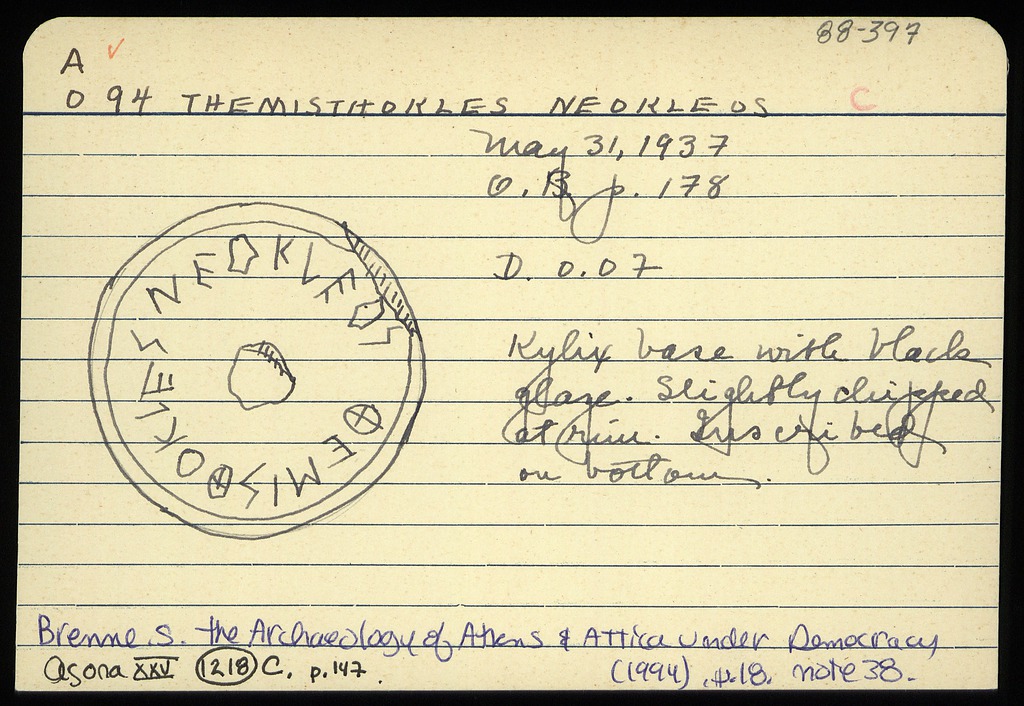 88-397
A ✓
O 94 THEMISTHOKLES NEOKLEOS C
May 31, 1937
O.B. p. 178
D. 0.07
⊗EMIS⊗OKLES NEOKLEOS
Kylix base with black
glaze. Slightly chipped
at rim. Inscribed
on bottom.
Brenne S. the Archaeology of Athens & Attica under Democracy
(1994) p.18. note 38.
Agora XXV 1218 C. p. 147.